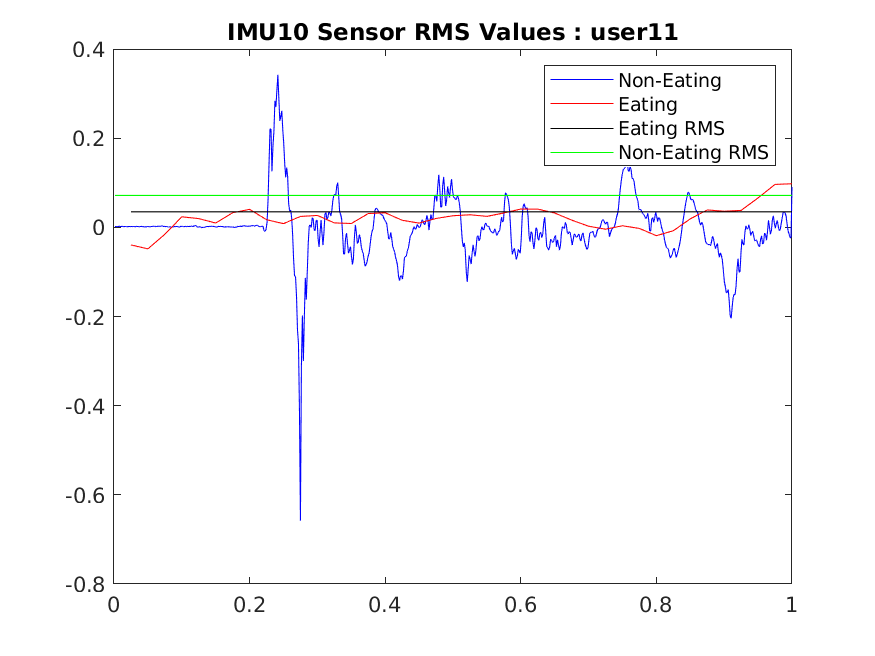 IMU10 Sensor RMS Values : user11
0.4
0.2
0
-0.2
-0.4
-0.6
-0.8
Non-Eating
Eating
Eating RMS
Non-Eating RMS
0 0.2 0.4 0.6 0.8 1